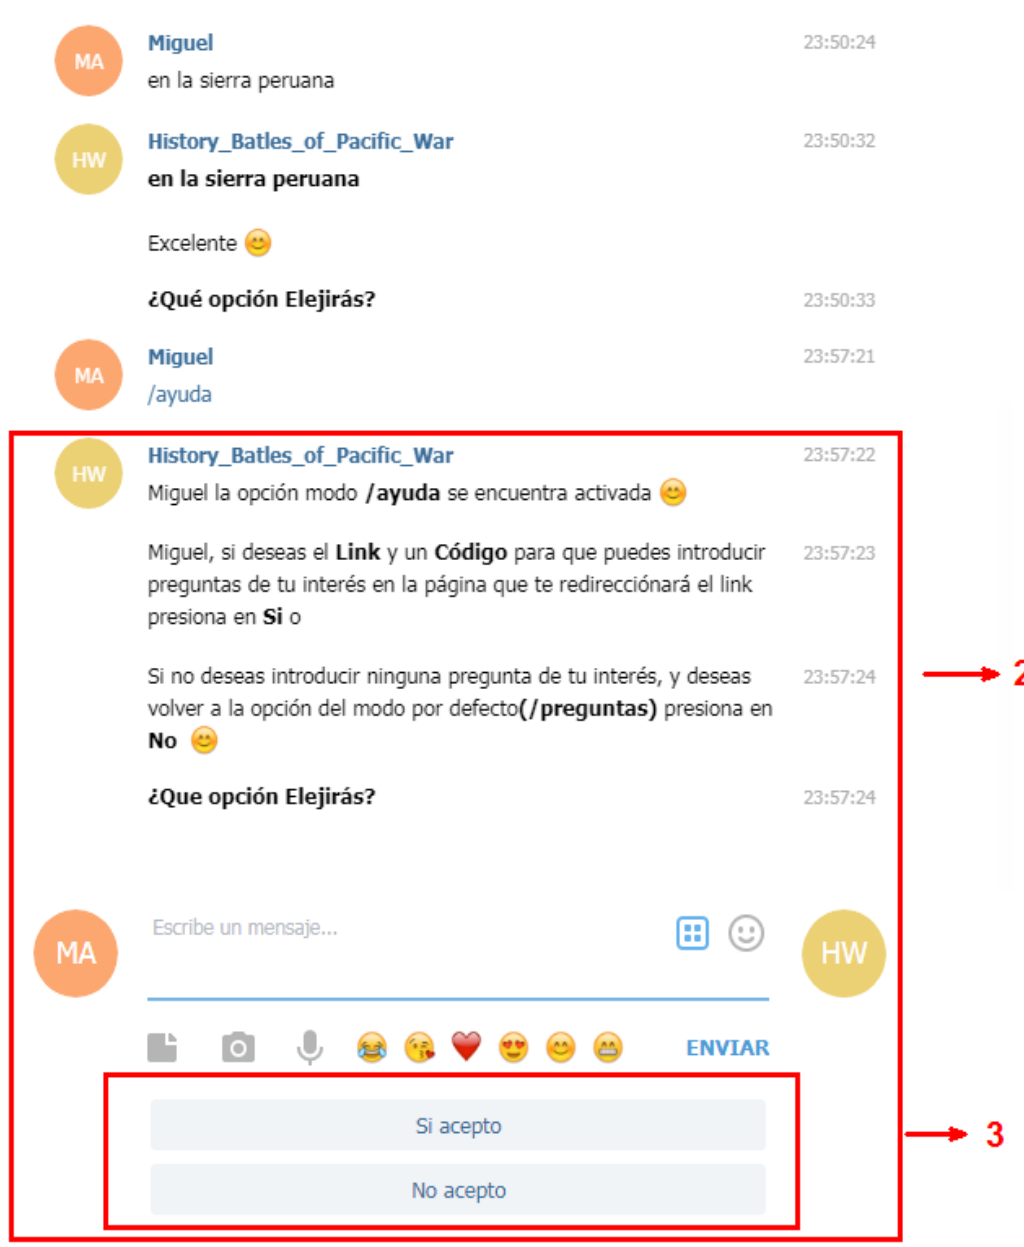 MA
Miguel 23:50:24
en la sierra peruana
HW
History_Batles_of_Pacific_War 23:50:32
en la sierra peruana
Excelente 😊
¿Qué opción Elejirás? 23:50:33
MA
Miguel 23:57:21
/ayuda
HW
History_Batles_of_Pacific_War 23:57:22
Miguel la opción modo /ayuda se encuentra activada 😊
Miguel, si deseas el Link y un Código para que puedes introducir 23:57:23
preguntas de tu interés en la página que te redirecciónará el link
presiona en Si o
Si no deseas introducir ninguna pregunta de tu interés, y deseas 23:57:24
volver a la opción del modo por defecto(/preguntas) presiona en
No 😊
2
¿Que opción Elejirás? 23:57:24
MA
Escribe un mensaje...
HW
😂 😘 ❤️ 😍 😊 😁 ENVIAR
Si acepto
3
No acepto